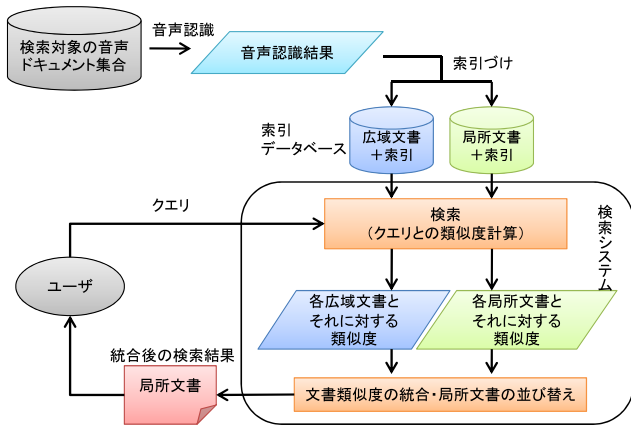 検索対象の音声
ドキュメント集合
音声認識
音声認識結果
索引づけ
索引
データベース
広域文書
＋索引
局所文書
＋索引
検索システム
クエリ
検索
（クエリとの類似度計算）
ユーザ
各広域文書と
それに対する
類似度
各局所文書と
それに対する
類似度
統合後の検索結果
局所文書
文書類似度の統合・局所文書の並び替え